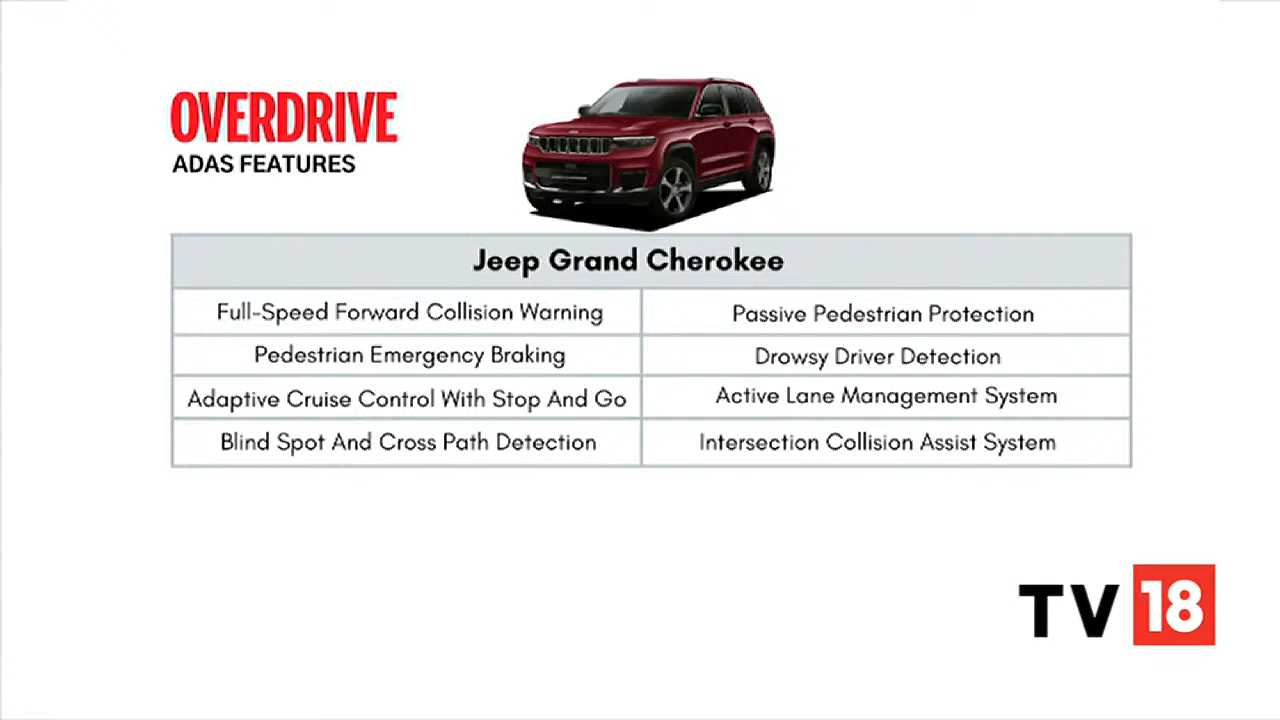 OVERDRIVE
ADAS FEATURES
Jeep Grand Cherokee
Full-Speed Forward Collision Warning
Passive Pedestrian Protection
Pedestrian Emergency Braking
Drowsy Driver Detection
Adaptive Cruise Control With Stop And Go
Active Lane Management System
Blind Spot And Cross Path Detection
Intersection Collision Assist System
TV 18